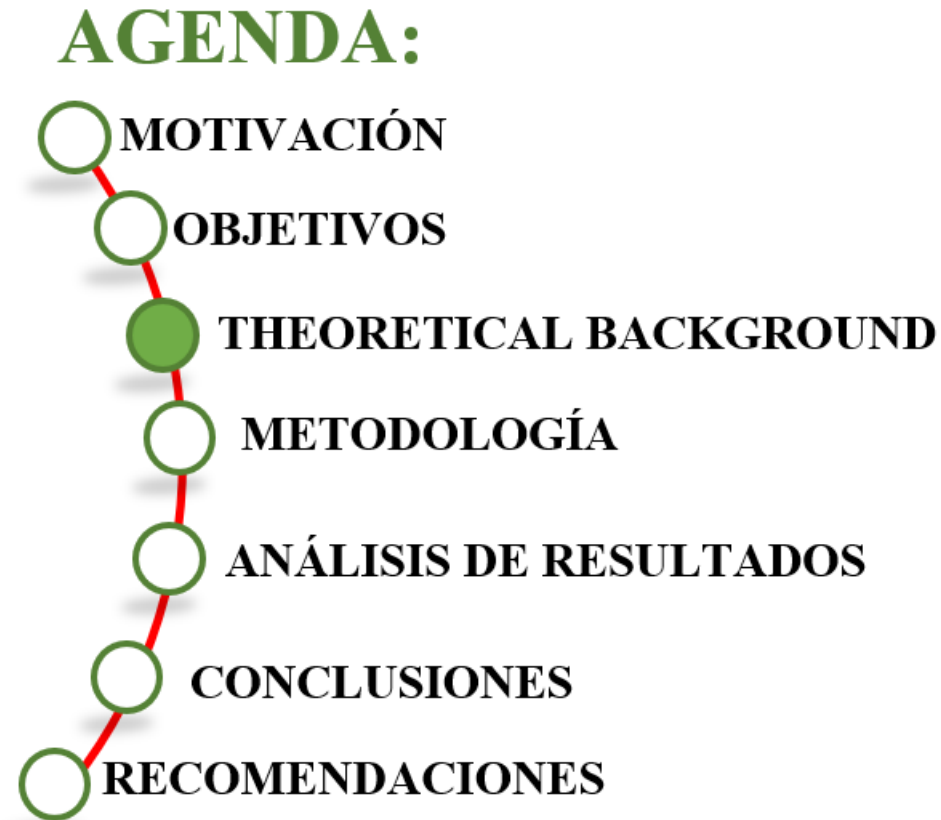 AGENDA:
MOTIVACIÓN
OBJETIVOS
THEORETICAL BACKGROUND
METODOLOGÍA
ANÁLISIS DE RESULTADOS
CONCLUSIONES
RECOMENDACIONES